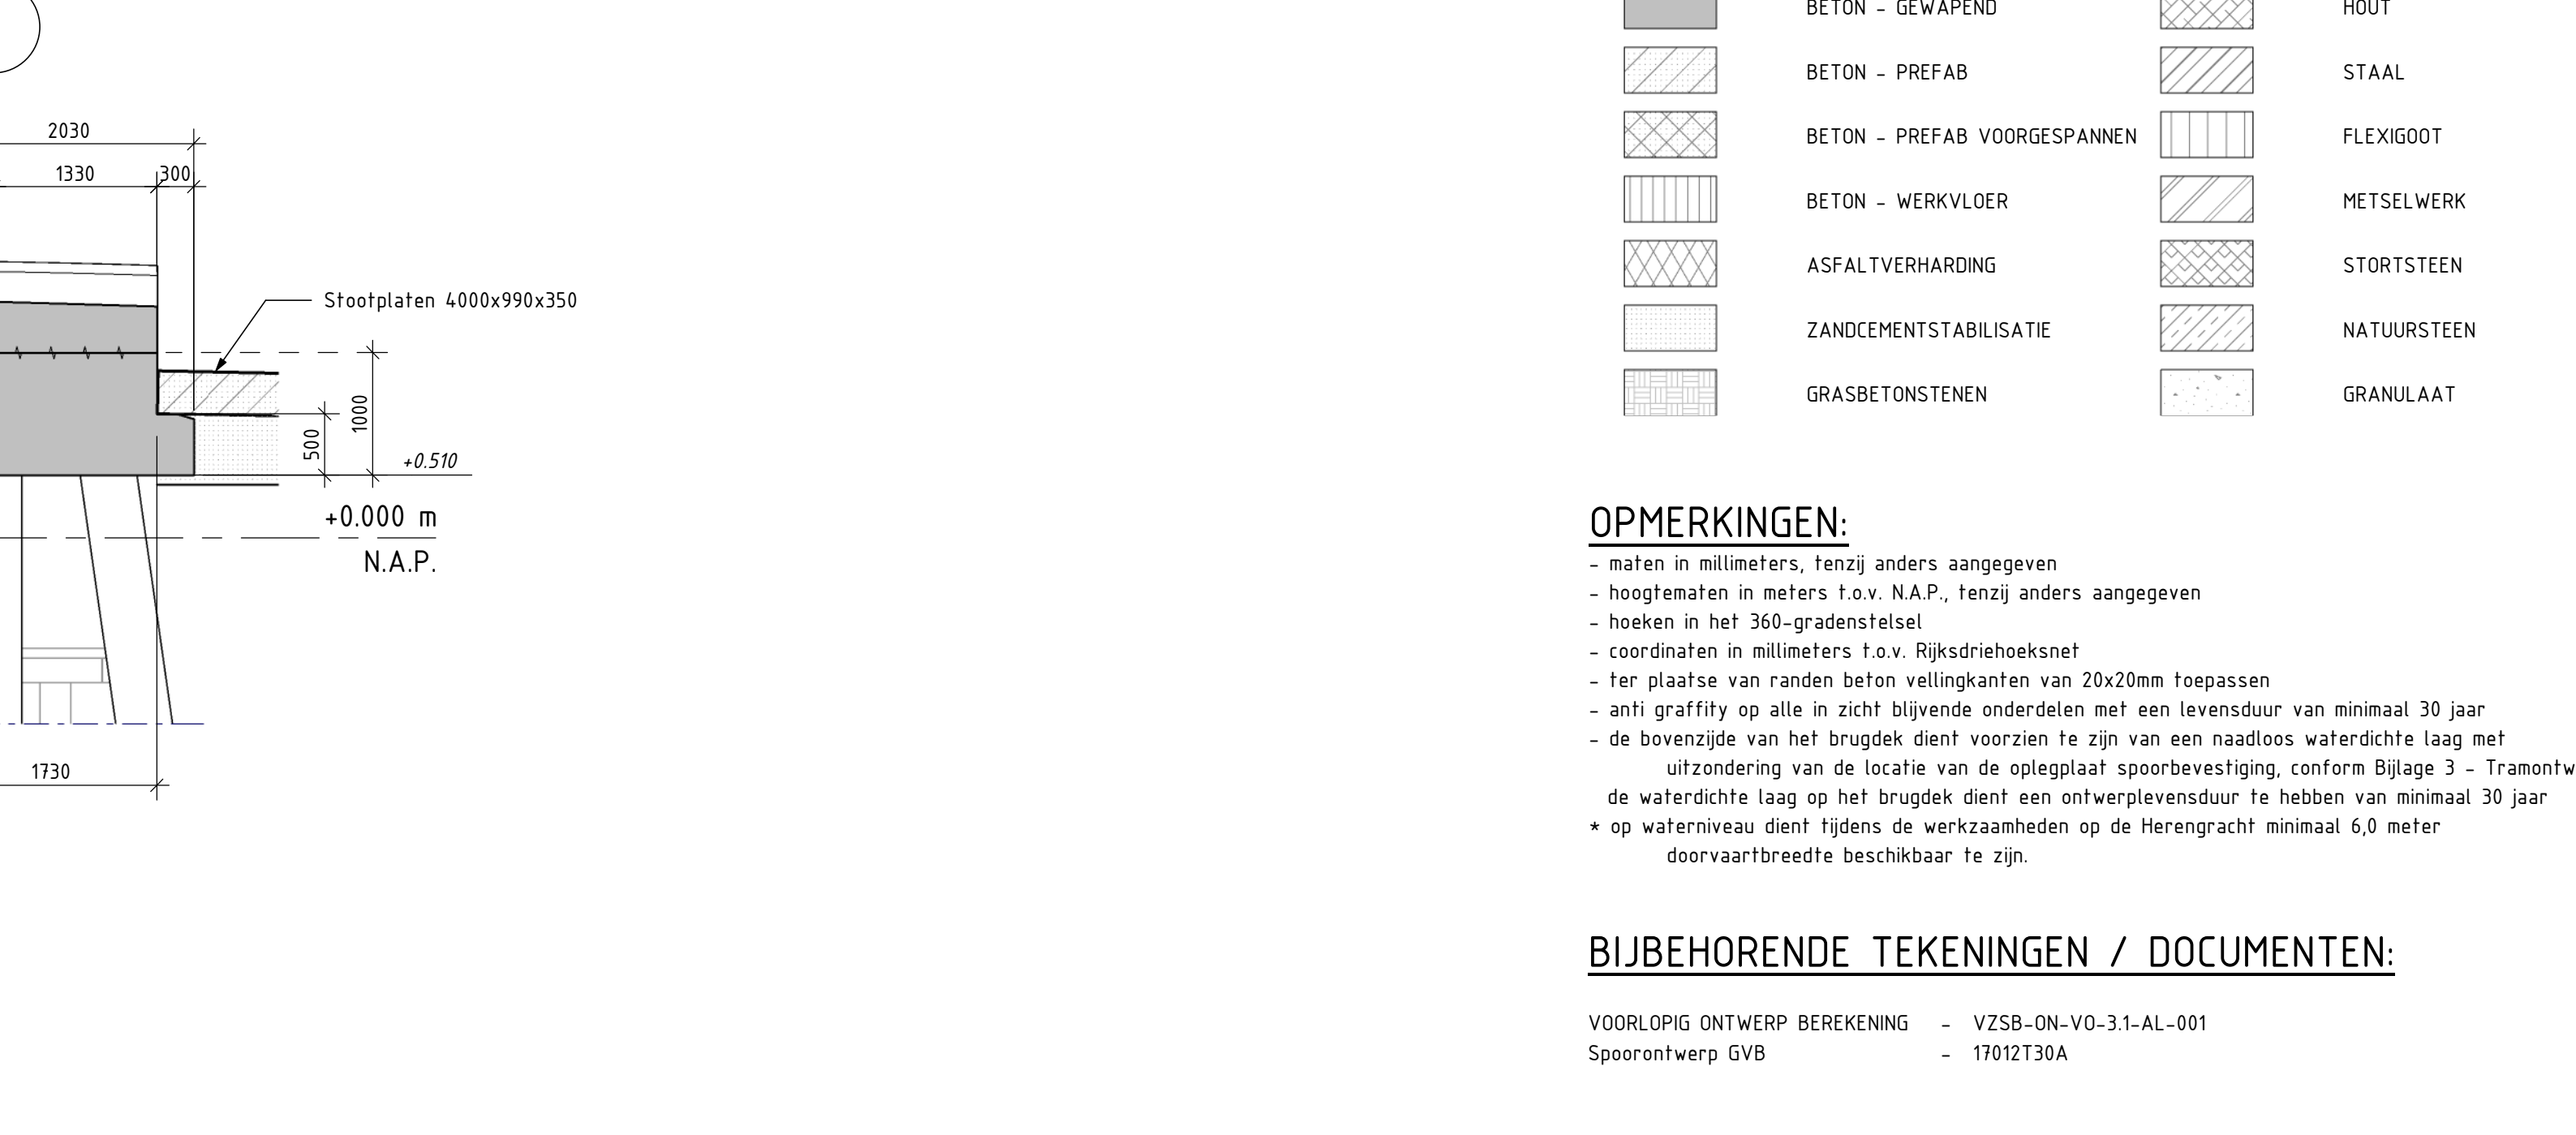 2030
1330
300
Stootplaten 4000x990x350
1000
500
+0.510
+0.000 m
N.A.P.
1730
BETON - GEWAPEND
HOUT
BETON - PREFAB
STAAL
BETON - PREFAB VOORGESPANNEN
FLEXIGOOT
BETON - WERKVLOER
METSELWERK
ASFALTVERHARDING
STORTSTEEN
ZANDCEMENTSTABILISATIE
NATUURSTEEN
GRASBETONSTENEN
GRANULAAT
OPMERKINGEN:
- maten in millimeters, tenzij anders aangegeven
- hoogtematen in meters t.o.v. N.A.P., tenzij anders aangegeven
- hoeken in het 360-gradenstelsel
- coordinaten in millimeters t.o.v. Rijksdriehoeksnet
- ter plaatse van randen beton vellingkanten van 20x20mm toepassen
- anti graffity op alle in zicht blijvende onderdelen met een levensduur van minimaal 30 jaar
- de bovenzijde van het brugdek dient voorzien te zijn van een naadloos waterdichte laag met
uitzondering van de locatie van de oplegplaat spoorbevestiging, conform Bijlage 3 - Tramontw
de waterdichte laag op het brugdek dient een ontwerplevensduur te hebben van minimaal 30 jaar
* op waterniveau dient tijdens de werkzaamheden op de Herengracht minimaal 6,0 meter
doorvaartbreedte beschikbaar te zijn.
BIJBEHORENDE TEKENINGEN / DOCUMENTEN:
VOORLOPIG ONTWERP BEREKENING - VZSB-ON-VO-3.1-AL-001
Spoorontwerp GVB - 17012T30A